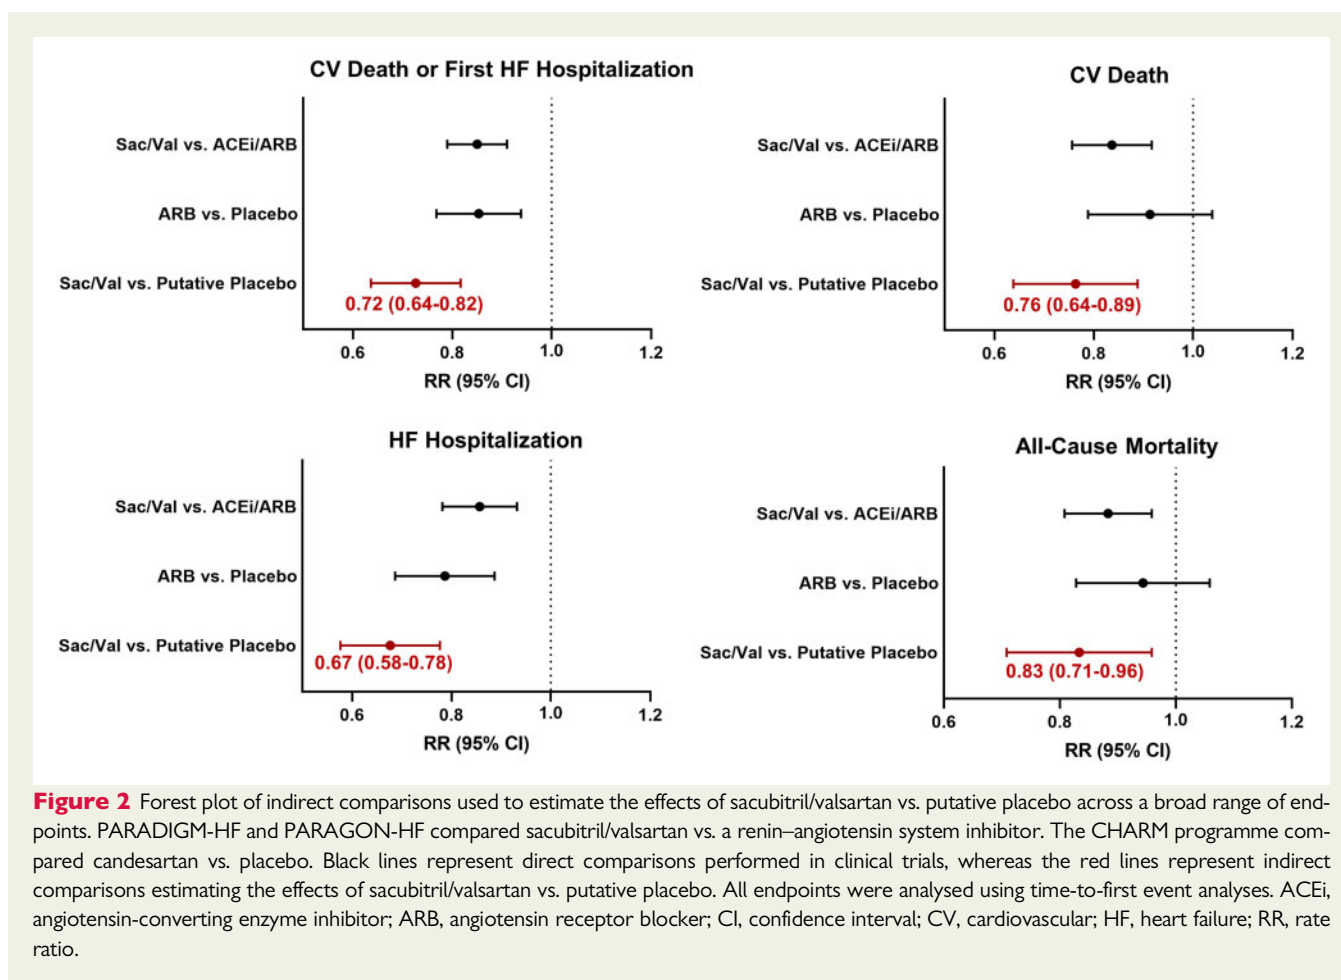 CV Death or First HF Hospitalization
Sac/Val vs. ACEi/ARB
ARB vs. Placebo
Sac/Val vs. Putative Placebo
0.72 (0.64-0.82)
0.6 0.8 1.0 1.2
RR (95% CI)
CV Death
Sac/Val vs. ACEi/ARB
ARB vs. Placebo
Sac/Val vs. Putative Placebo
0.76 (0.64-0.89)
0.6 0.8 1.0 1.2
RR (95% CI)
HF Hospitalization
Sac/Val vs. ACEi/ARB
ARB vs. Placebo
Sac/Val vs. Putative Placebo
0.67 (0.58-0.78)
0.6 0.8 1.0 1.2
RR (95% CI)
All-Cause Mortality
Sac/Val vs. ACEi/ARB
ARB vs. Placebo
Sac/Val vs. Putative Placebo
0.83 (0.71-0.96)
0.6 0.8 1.0 1.2
RR (95% CI)
Figure 2 Forest plot of indirect comparisons used to estimate the effects of sacubitril/valsartan vs. putative placebo across a broad range of end-
points. PARADIGM-HF and PARAGON-HF compared sacubitril/valsartan vs. a renin–angiotensin system inhibitor. The CHARM programme com-
pared candesartan vs. placebo. Black lines represent direct comparisons performed in clinical trials, whereas the red lines represent indirect
comparisons estimating the effects of sacubitril/valsartan vs. putative placebo. All endpoints were analysed using time-to-first event analyses. ACEi,
angiotensin-converting enzyme inhibitor; ARB, angiotensin receptor blocker; CI, confidence interval; CV, cardiovascular; HF, heart failure; RR, rate
ratio.